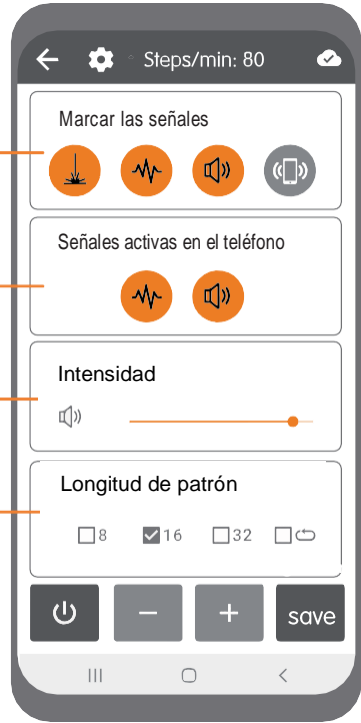 Steps/min: 80
Marcar las señales
Señales activas en el teléfono
Intensidad
Longitud de patrón
8 16 32
save